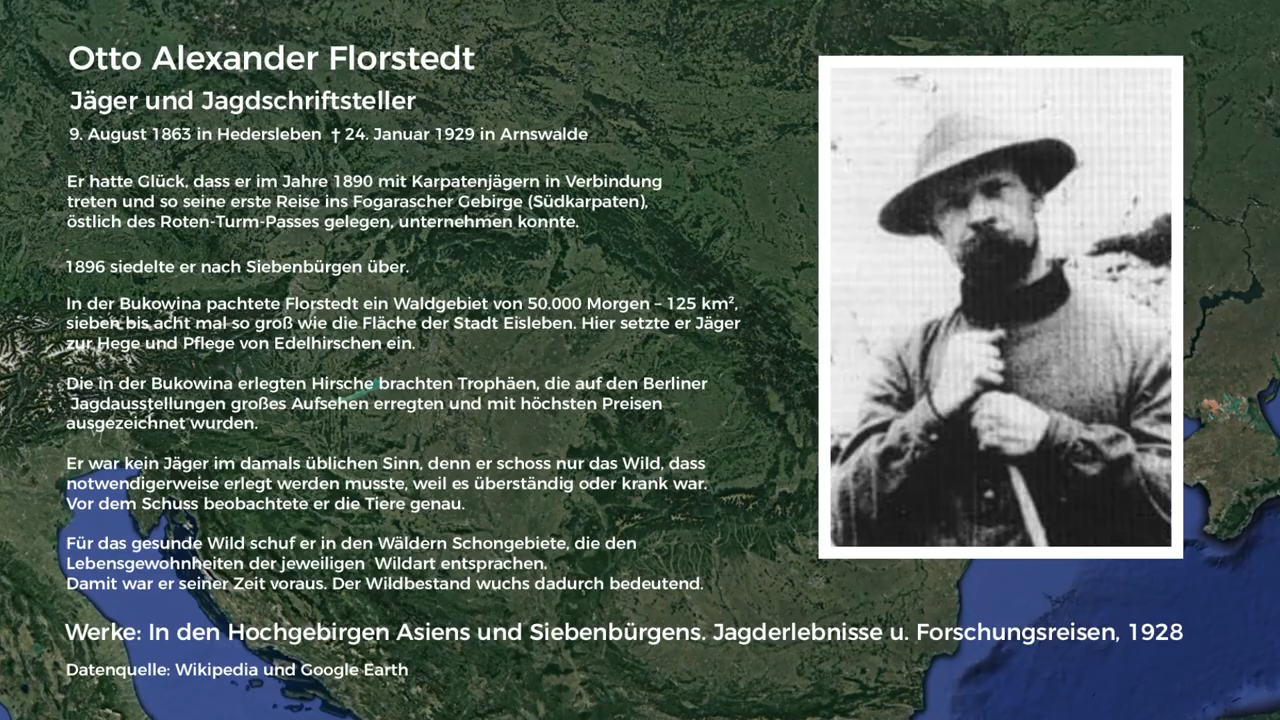 Otto Alexander Florstedt
Jäger und Jagdschriftsteller
9. August 1863 in Hedersleben † 24. Januar 1929 in Arnswalde
Er hatte Glück, dass er im Jahre 1890 mit Karpatenjägern in Verbindung
treten und so seine erste Reise ins Fogarascher Gebirge (Südkarpaten),
östlich des Roten-Turm-Passes gelegen, unternehmen konnte.
1896 siedelte er nach Siebenbürgen über.
In der Bukowina pachtete Florstedt ein Waldgebiet von 50.000 Morgen – 125 km²,
sieben bis acht mal so groß wie die Fläche der Stadt Eisleben. Hier setzte er Jäger
zur Hege und Pflege von Edelhirschen ein.
Die in der Bukowina erlegten Hirsche brachten Trophäen, die auf den Berliner
Jagdausstellungen großes Aufsehen erregten und mit höchsten Preisen
ausgezeichnet wurden.
Er war kein Jäger im damals üblichen Sinn, denn er schoss nur das Wild, dass
notwendigerweise erlegt werden musste, weil es überständig oder krank war.
Vor dem Schuss beobachtete er die Tiere genau.
Für das gesunde Wild schuf er in den Wäldern Schongebiete, die den
Lebensgewohnheiten der jeweiligen Wildart entsprachen.
Damit war er seiner Zeit voraus. Der Wildbestand wuchs dadurch bedeutend.
Werke: In den Hochgebirgen Asiens und Siebenbürgens. Jagderlebnisse u. Forschungsreisen, 1928
Datenquelle: Wikipedia und Google Earth